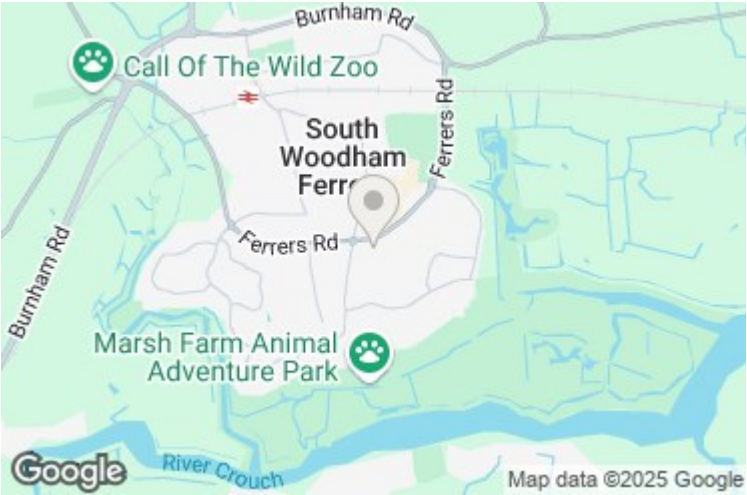 Burnham Rd
Call Of The Wild Zoo
Ferrers Rd
South
Woodham
Ferre
Ferrers Rd
Burnham Rd
Marsh Farm Animal
Adventure Park
River Crouch
Google
Map data ©2025 Google